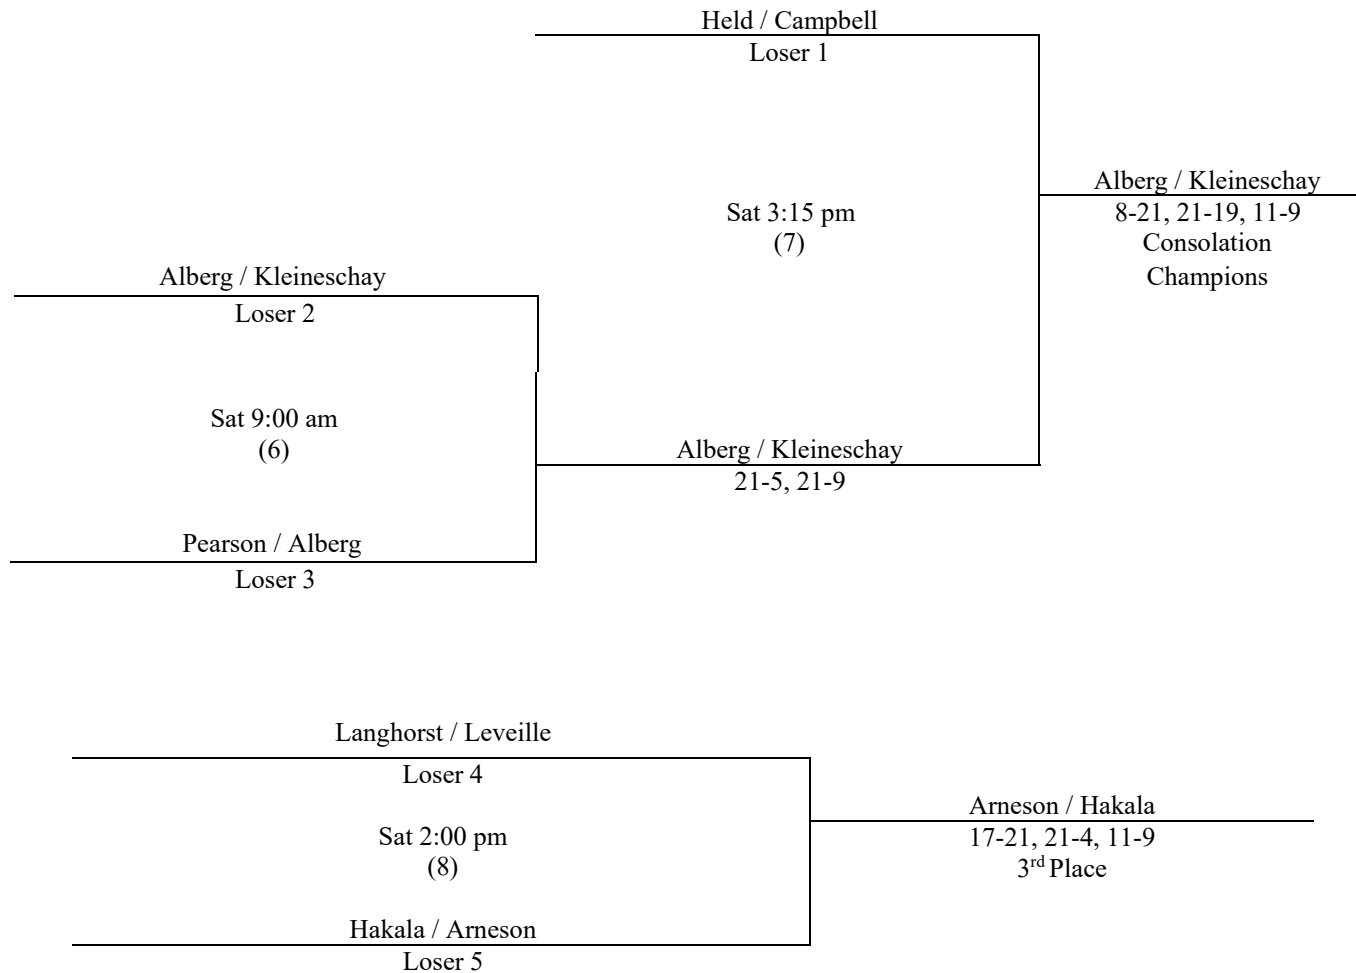 Held / Campbell
Loser 1
Sat 3:15 pm
(7)
Alberg / Kleineschay
8-21, 21-19, 11-9
Consolation
Champions
Alberg / Kleineschay
Loser 2
Sat 9:00 am
(6)
Alberg / Kleineschay
21-5, 21-9
Pearson / Alberg
Loser 3
Langhorst / Leveille
Loser 4
Sat 2:00 pm
(8)
Arneson / Hakala
17-21, 21-4, 11-9
3rd Place
Hakala / Arneson
Loser 5